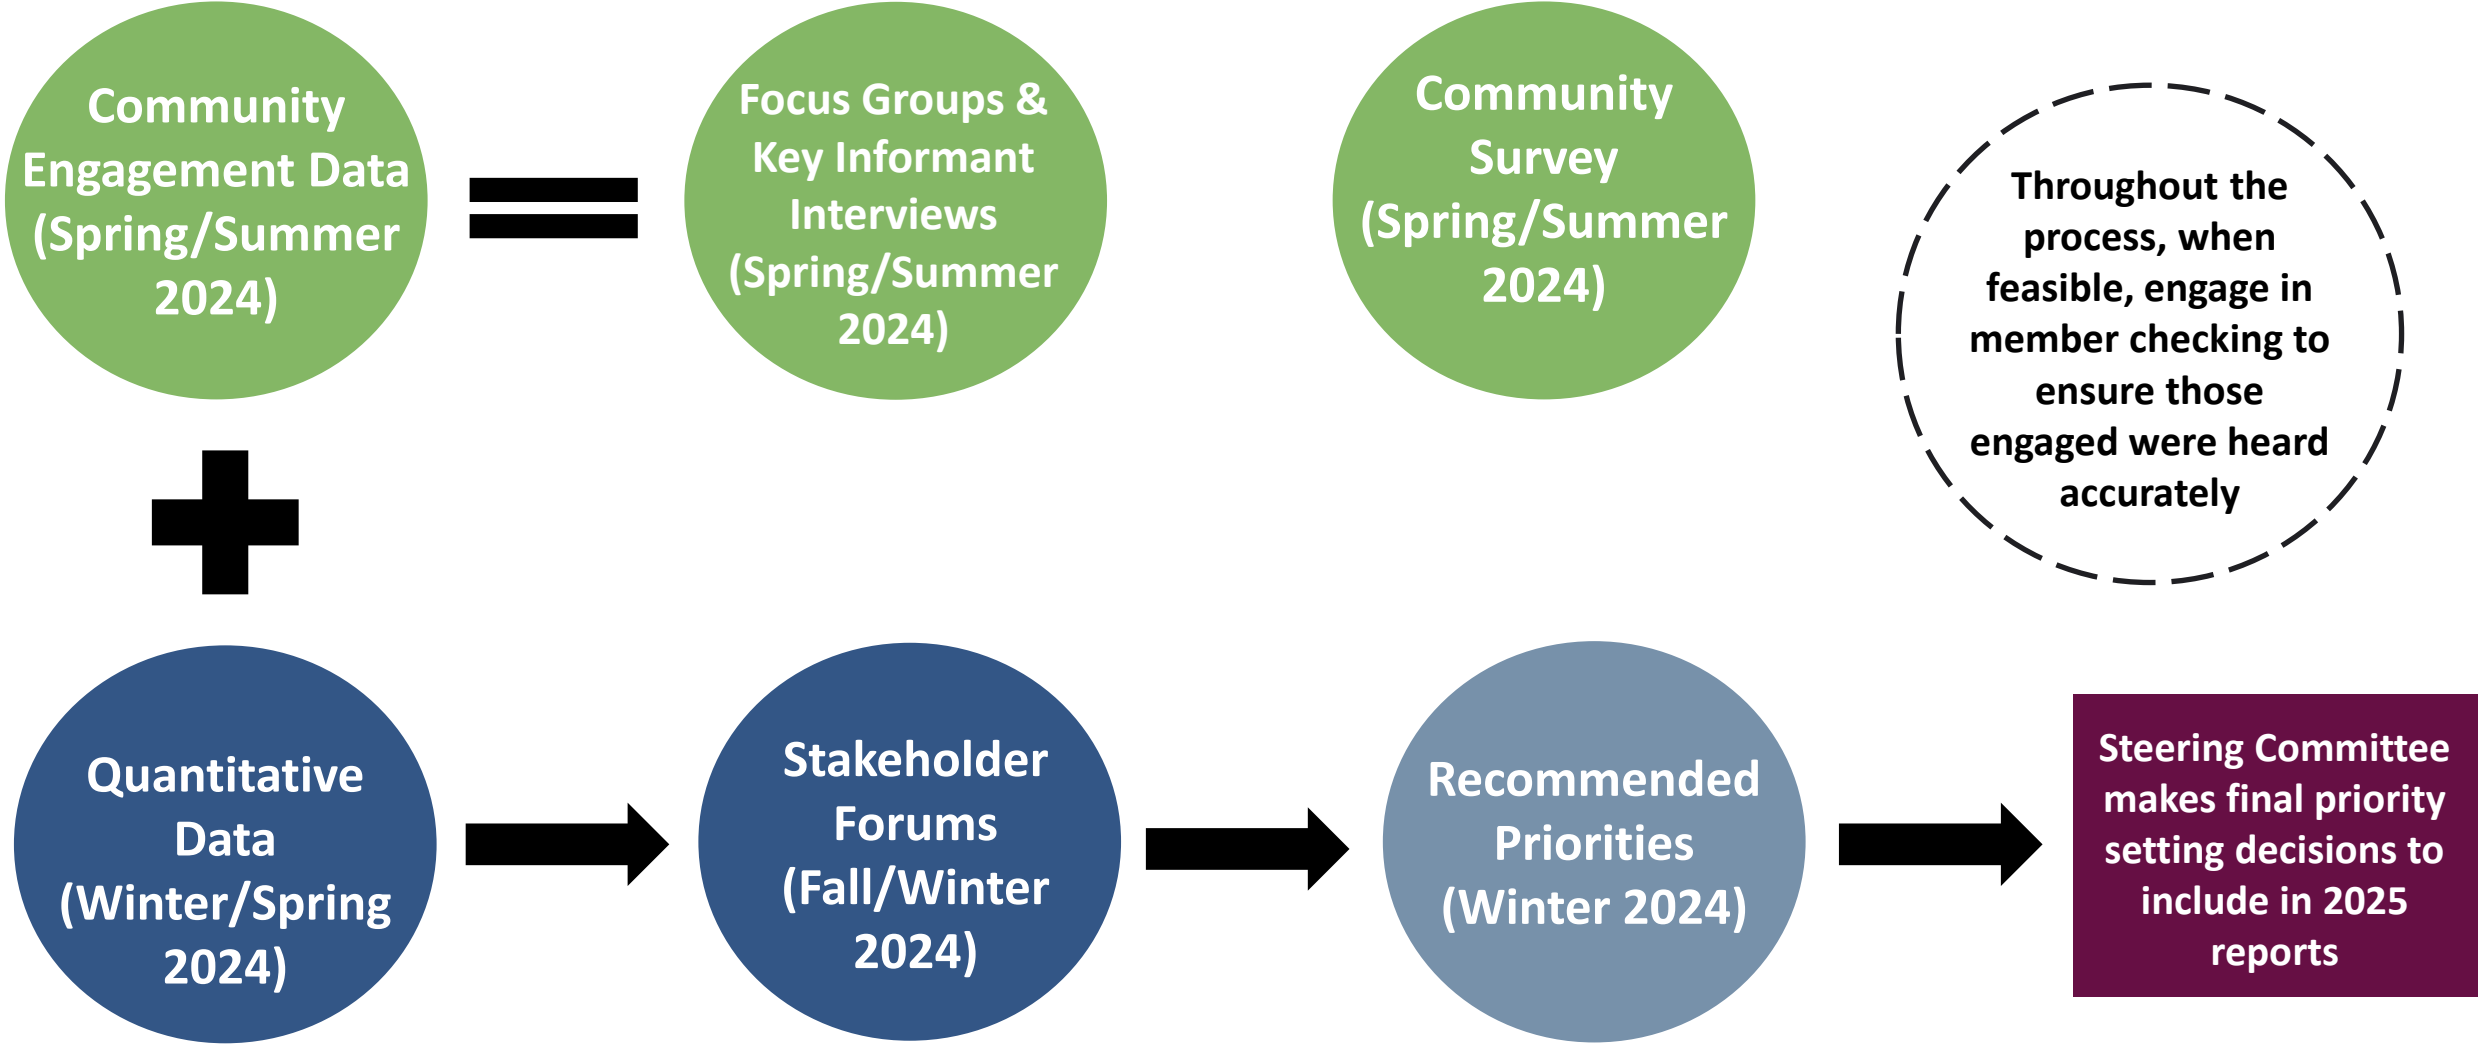 Community
Engagement Data
(Spring/Summer
2024)
Focus Groups &
Key Informant
Interviews
(Spring/Summer
2024)
Community
Survey
(Spring/Summer
2024)
Throughout the
process, when
feasible, engage in
member checking to
ensure those
engaged were heard
accurately
Quantitative
Data
(Winter/Spring
2024)
Stakeholder
Forums
(Fall/Winter
2024)
Recommended
Priorities
(Winter 2024)
Steering Committee
makes final priority
setting decisions to
include in 2025
reports